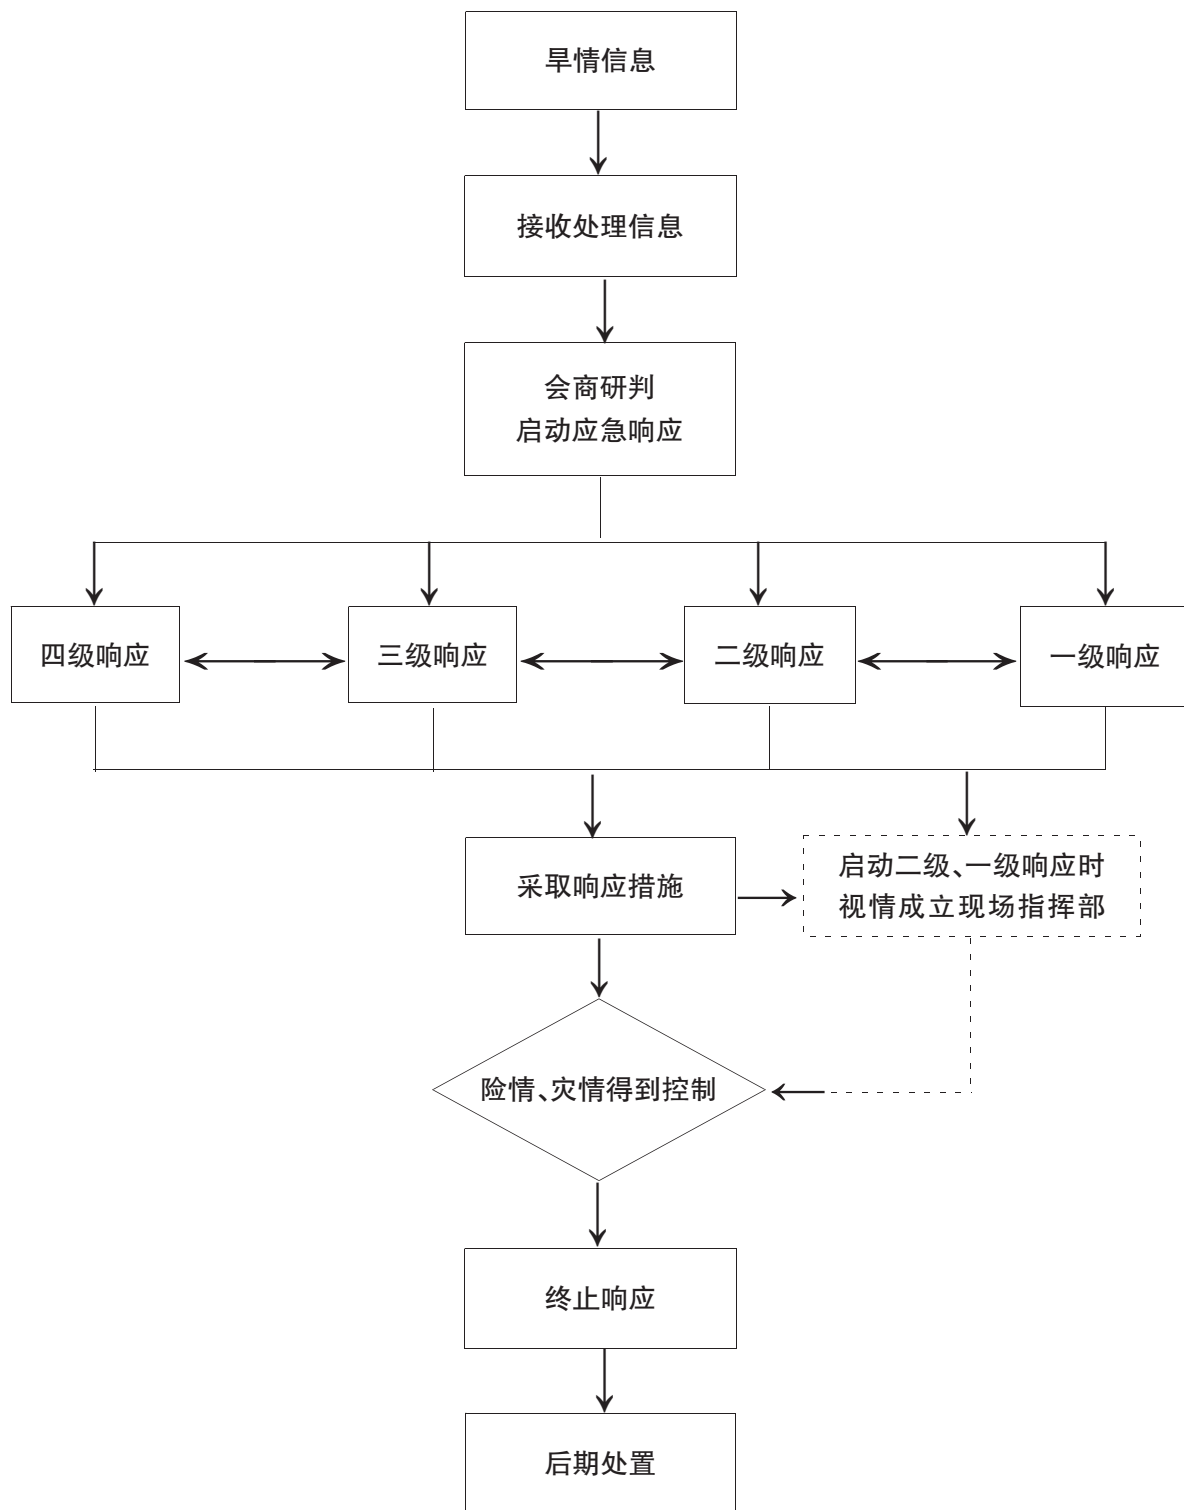 旱情信息
接收处理信息
会商研判
启动应急响应
四级响应
三级响应
二级响应
一级响应
采取响应措施
启动二级、一级响应时
视情成立现场指挥部
险情、灾情得到控制
终止响应
后期处置